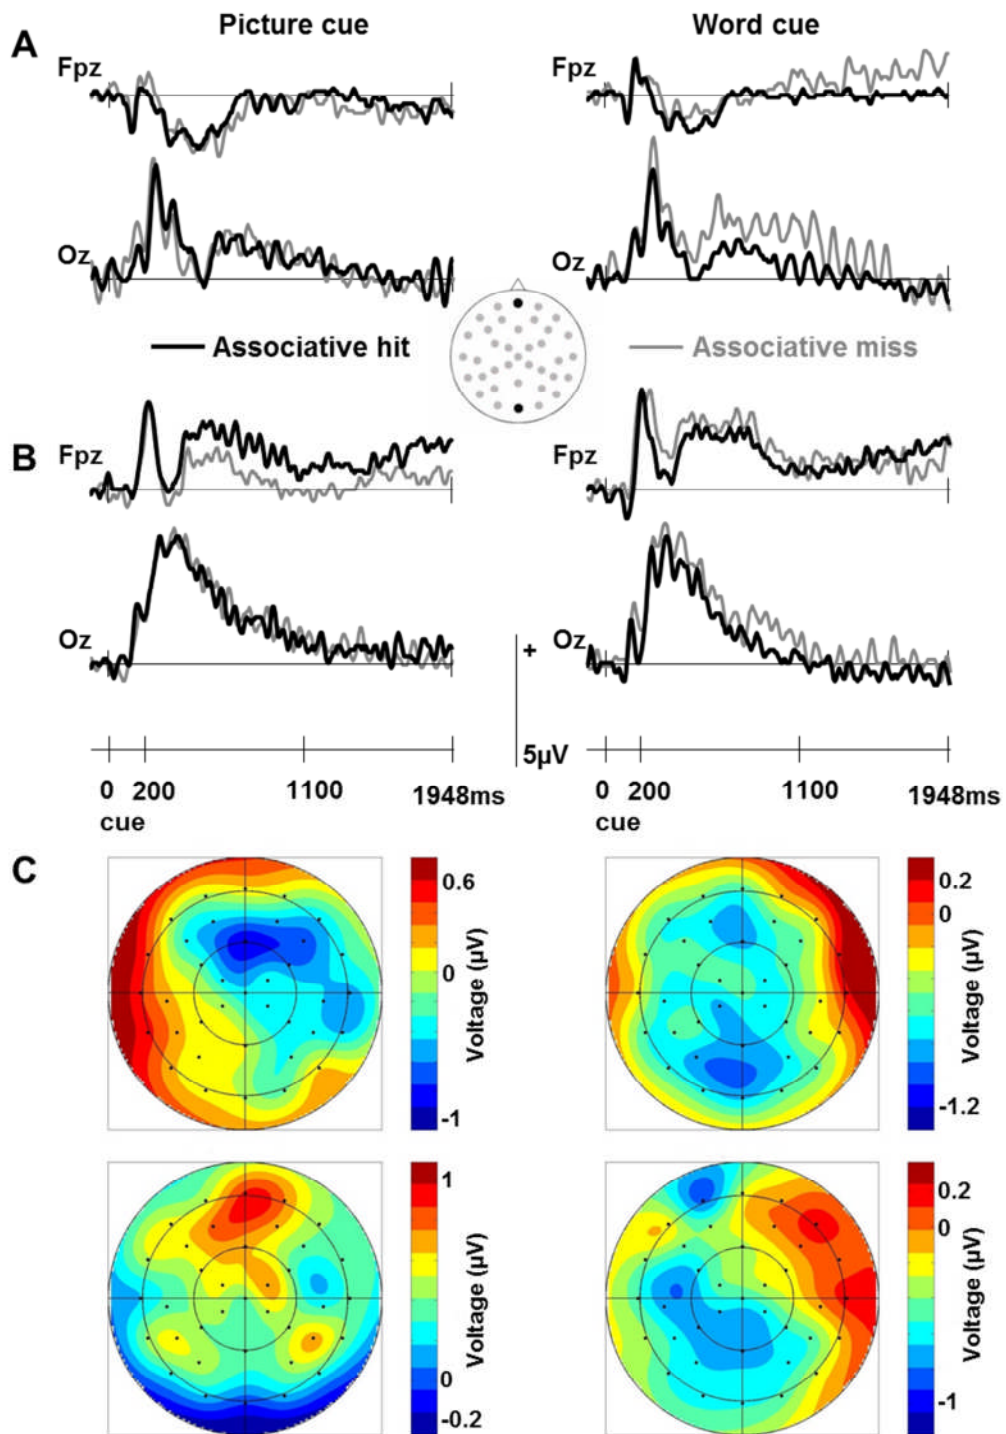 Picture cue
Word cue
A
Fpz
Fpz
Oz
Oz
Associative hit
Associative miss
B
Fpz
Fpz
Oz
Oz
+
5µV
0 200 1100 1948ms
cue
0 200 1100 1948ms
cue
C
0.6
0
-1
Voltage (µV)
0.2
0
-1.2
Voltage (µV)
1
0
-0.2
Voltage (µV)
0.2
0
-1
Voltage (µV)